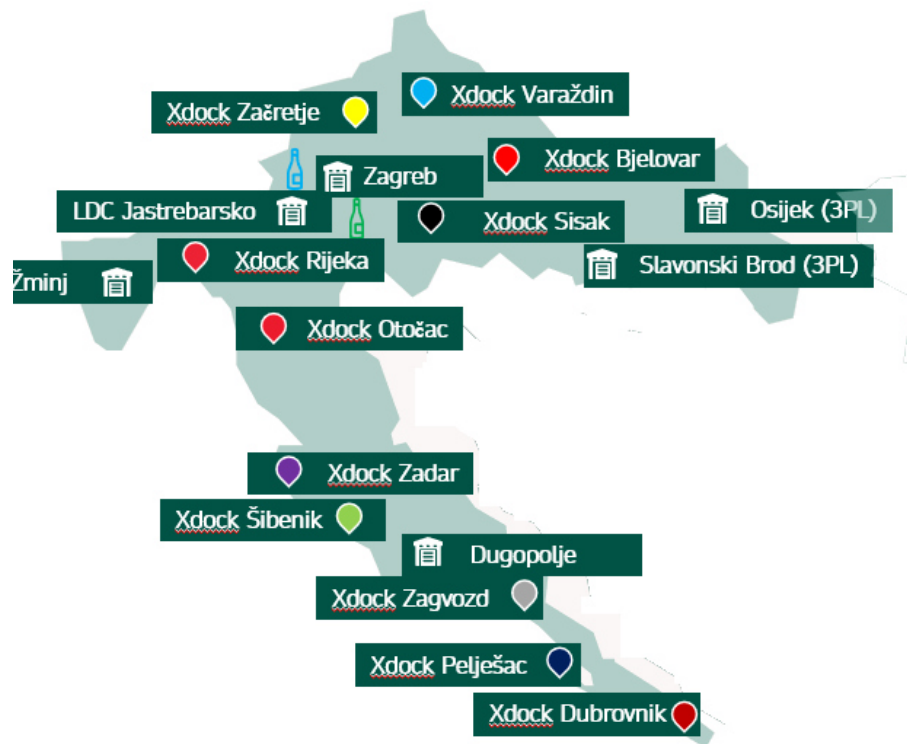 Xdock Varaždin
Xdock Začretje
Xdock Bjelovar
Zagreb
LDC Jastrebarsko
Xdock Sisak
Osijek (3PL)
Xdock Rijeka
Slavonski Brod (3PL)
Žminj
Xdock Otočac
Xdock Zadar
Xdock Šibenik
Dugopolje
Xdock Zagvozd
Xdock Pelješac
Xdock Dubrovnik